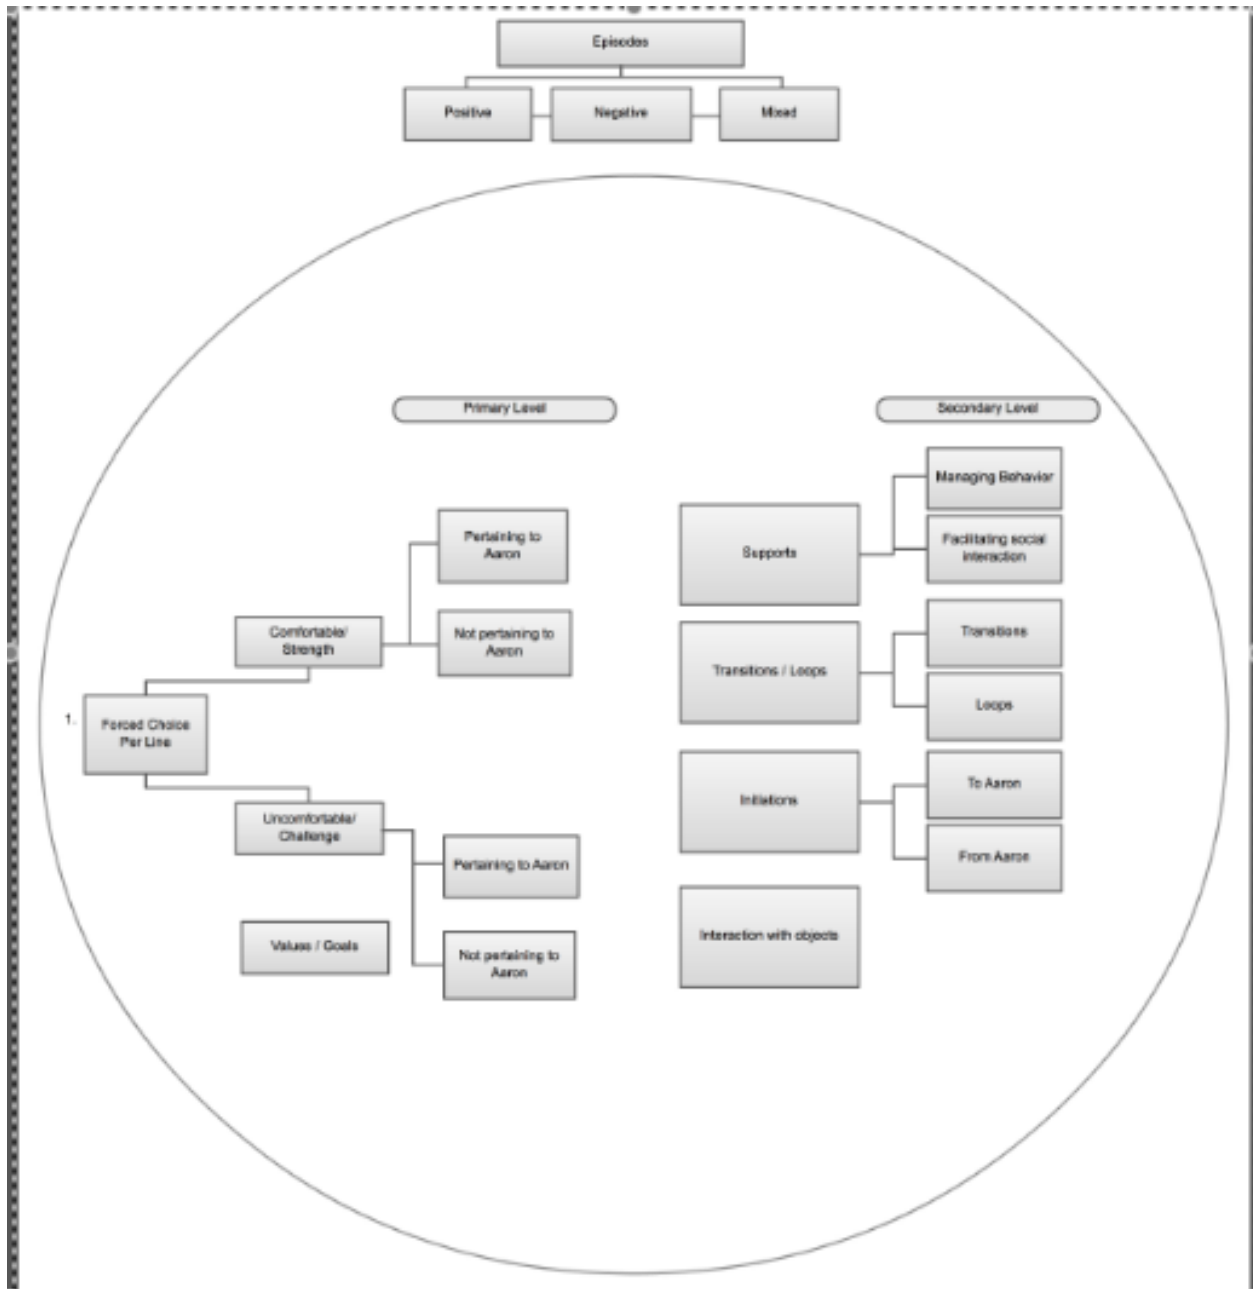 Episodes
Positive
Negative
Mixed
Primary Level
Secondary Level
Managing Behavior
Pertaining to
Aaron
Supports
Facilitating social
interaction
Comfortable/
Strength
Not pertaining to
Aaron
Transitions / Loops
Transitions
Loops
1.
Forced Choice
Per Line
Uncomfortable/
Challenge
Initiations
To Aaron
From Aaron
Pertaining to Aaron
Values / Goals
Not pertaining to
Aaron
Interaction with objects